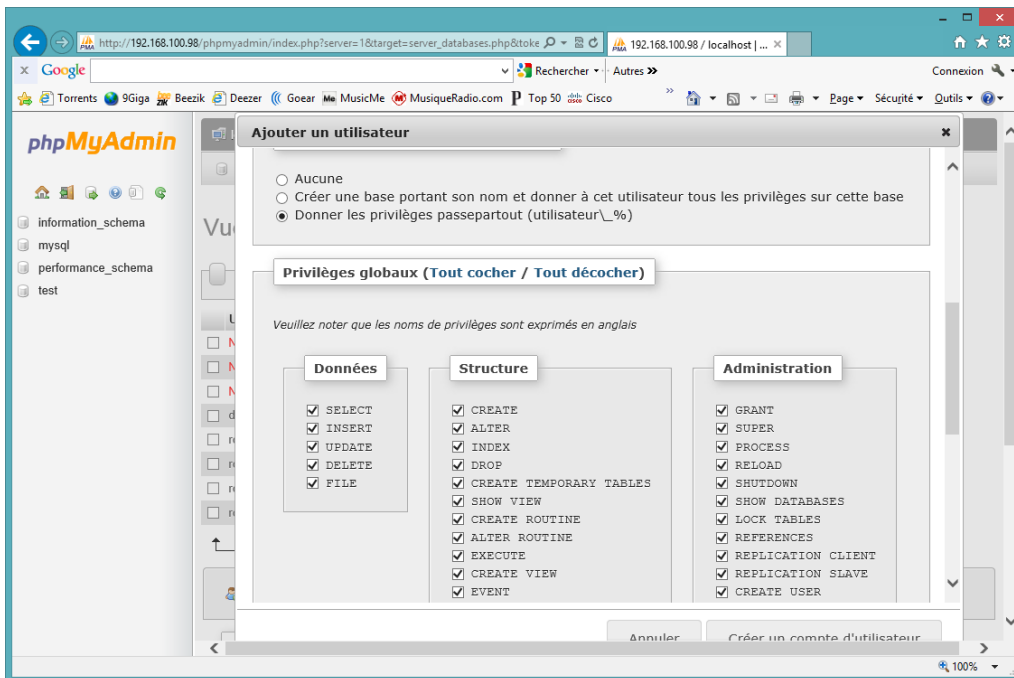 http://192.168.100.98/phpmyadmin/index.php?server=1&target=server_databases.php&toke
192.168.100.98 / localhost | ...
x Google Rechercher Autres » Connexion
Torrents 9Giga Beezik Deezer Goear MusicMe MusiqueRadio.com Top 50 Cisco » Page Sécurité Outils
phpMyAdmin
information_schema
mysql
performance_schema
test
Vu
Ajouter un utilisateur
Aucune
Créer une base portant son nom et donner à cet utilisateur tous les privilèges sur cette base
Donner les privilèges passepartout (utilisateur\_%)
Privilèges globaux (Tout cocher / Tout décocher)
Veuillez noter que les noms de privilèges sont exprimés en anglais
Données
SELECT
INSERT
UPDATE
DELETE
FILE
Structure
CREATE
ALTER
INDEX
DROP
CREATE TEMPORARY TABLES
SHOW VIEW
CREATE ROUTINE
ALTER ROUTINE
EXECUTE
CREATE VIEW
EVENT
Administration
GRANT
SUPER
PROCESS
RELOAD
SHUTDOWN
SHOW DATABASES
LOCK TABLES
REFERENCES
REPLICATION CLIENT
REPLICATION SLAVE
CREATE USER
Annuler Créer un compte d'utilisateur
100%